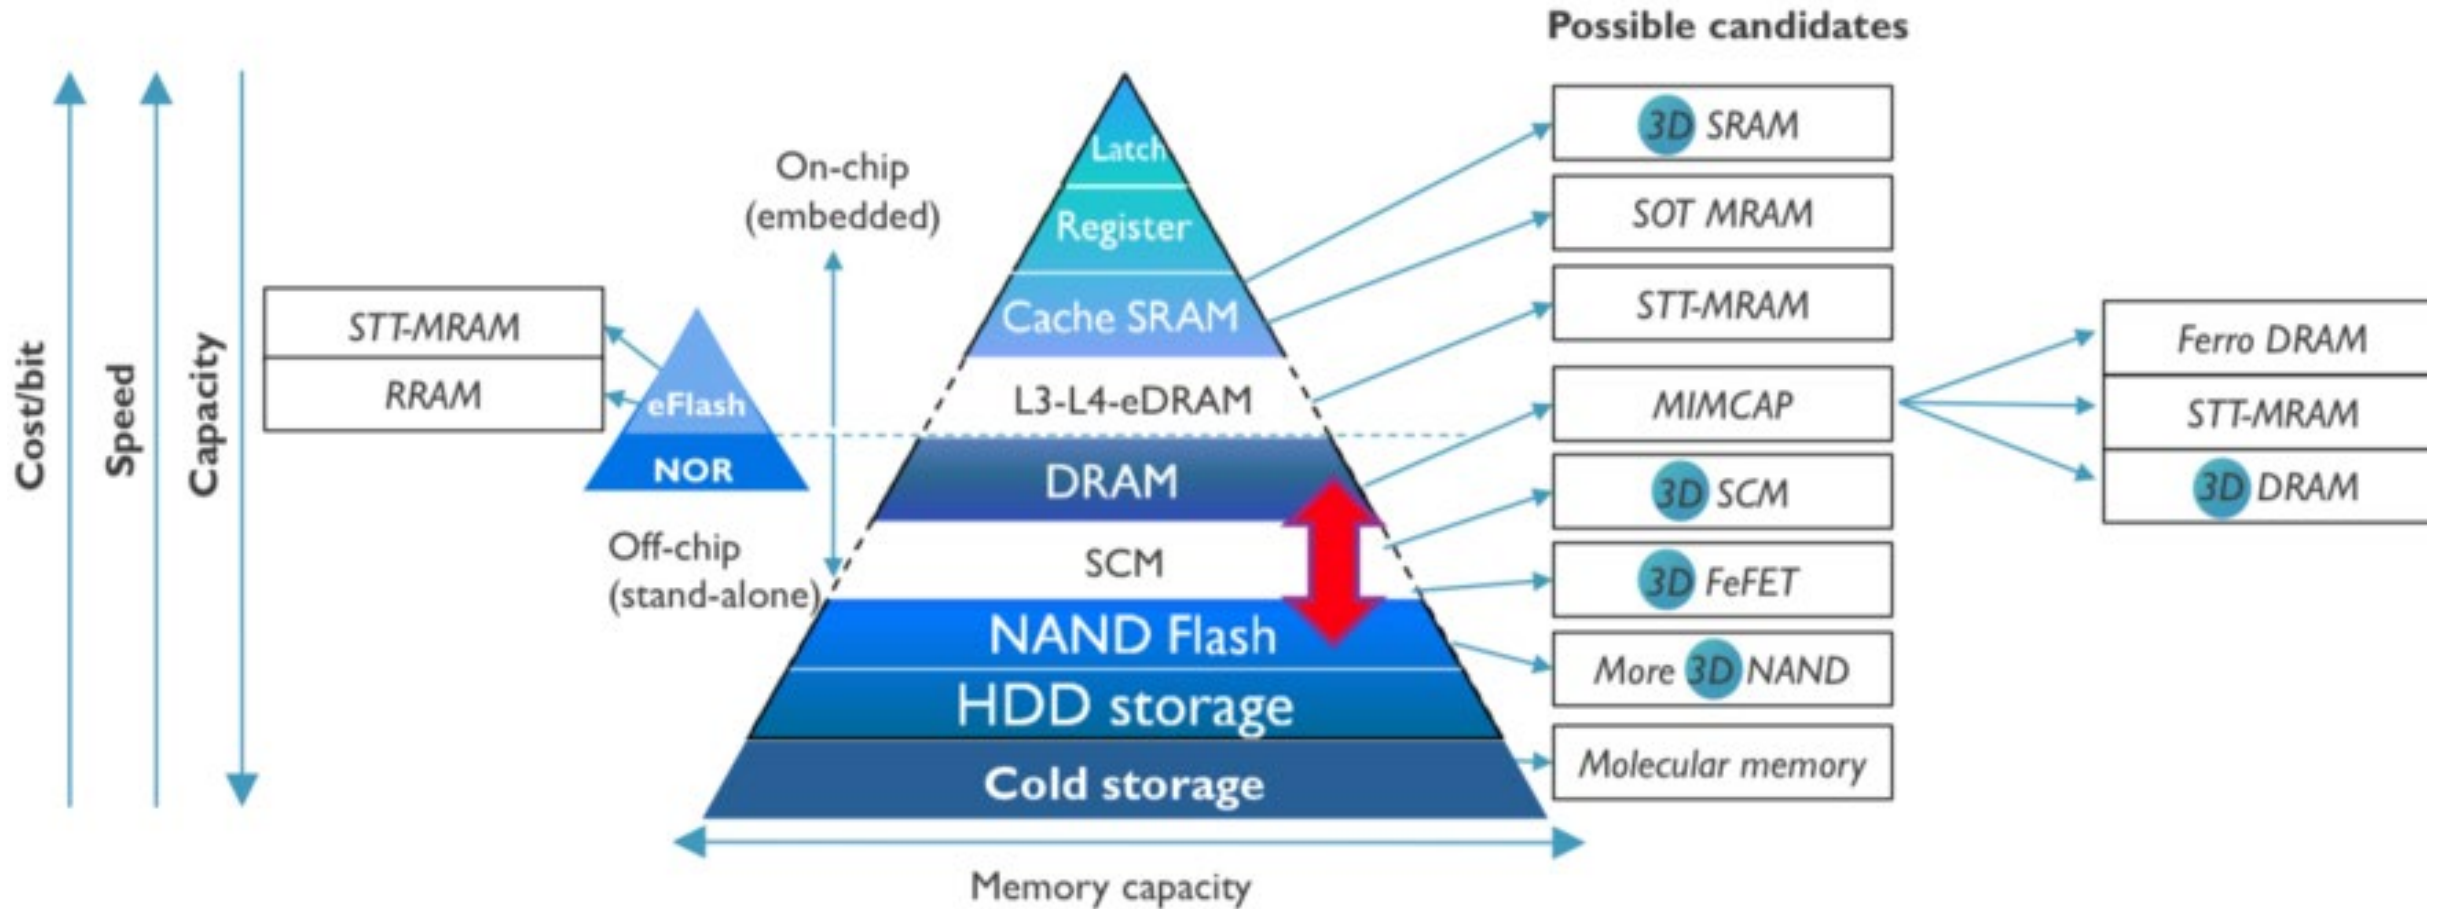 Possible candidates
Cost/bit
Speed
Capacity
STT-MRAM
RRAM
eFlash
NOR
On-chip
(embedded)
Off-chip
(stand-alone)
Latch
Register
Cache SRAM
L3-L4-eDRAM
DRAM
SCM
NAND Flash
HDD storage
Cold storage
Memory capacity
3D SRAM
SOT MRAM
STT-MRAM
MIMCAP
3D SCM
3D FeFET
More 3D NAND
Molecular memory
Ferro DRAM
STT-MRAM
3D DRAM